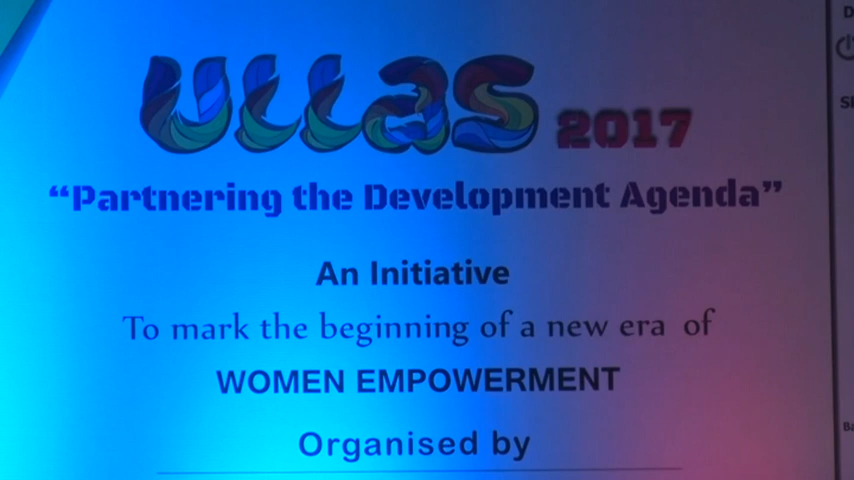 ullas 2017
“Partnering the Development Agenda”
An Initiative
To mark the beginning of a new era of
WOMEN EMPOWERMENT
Organised by